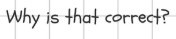 Why is that correct?